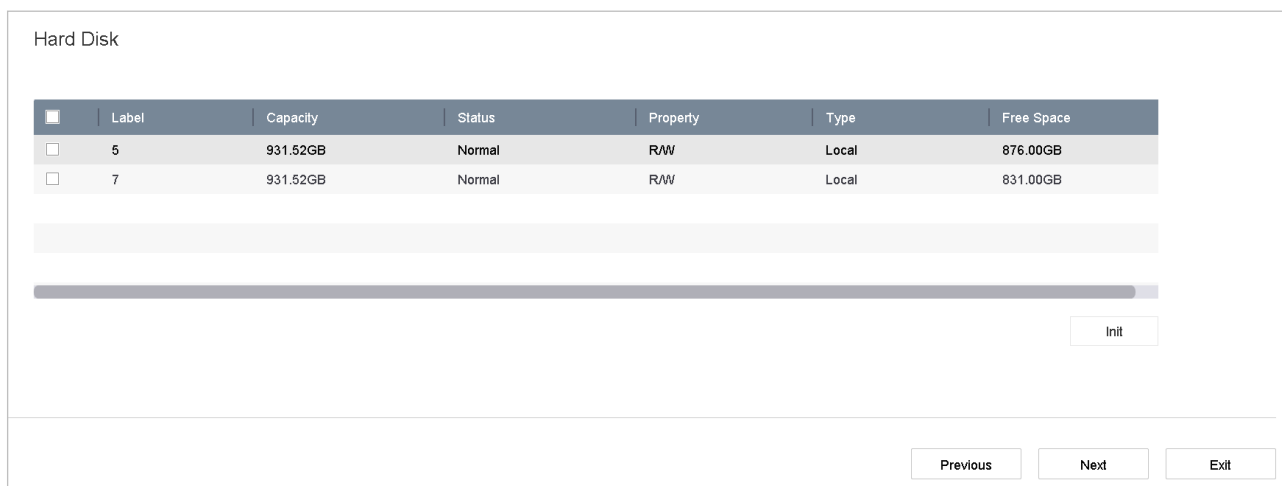 Hard Disk
Label Capacity Status Property Type Free Space
5 931.52GB Normal R/W Local 876.00GB
7 931.52GB Normal R/W Local 831.00GB
Init
Previous Next Exit